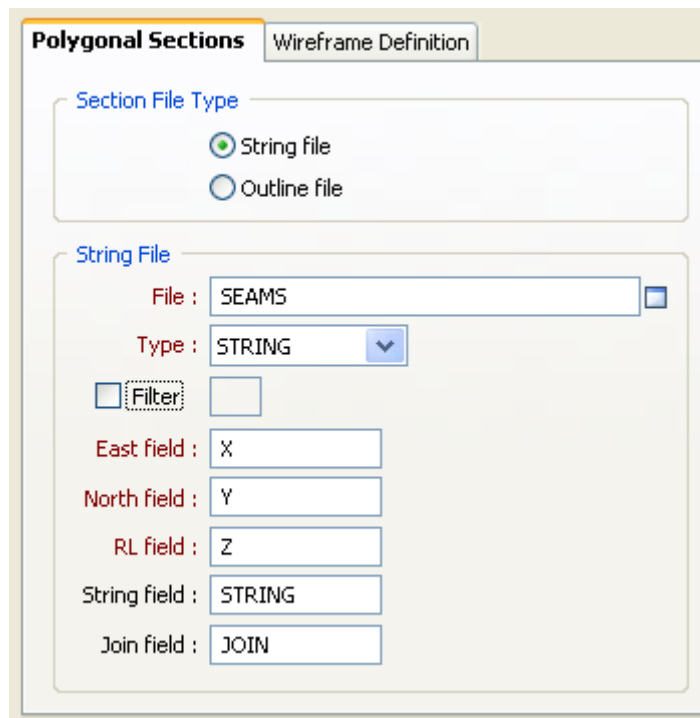 Polygonal Sections Wireframe Definition
Section File Type
String file
Outline file
String File
File : SEAMS
Type : STRING
Filter
East field : X
North field : Y
RL field : Z
String field : STRING
Join field : JOIN